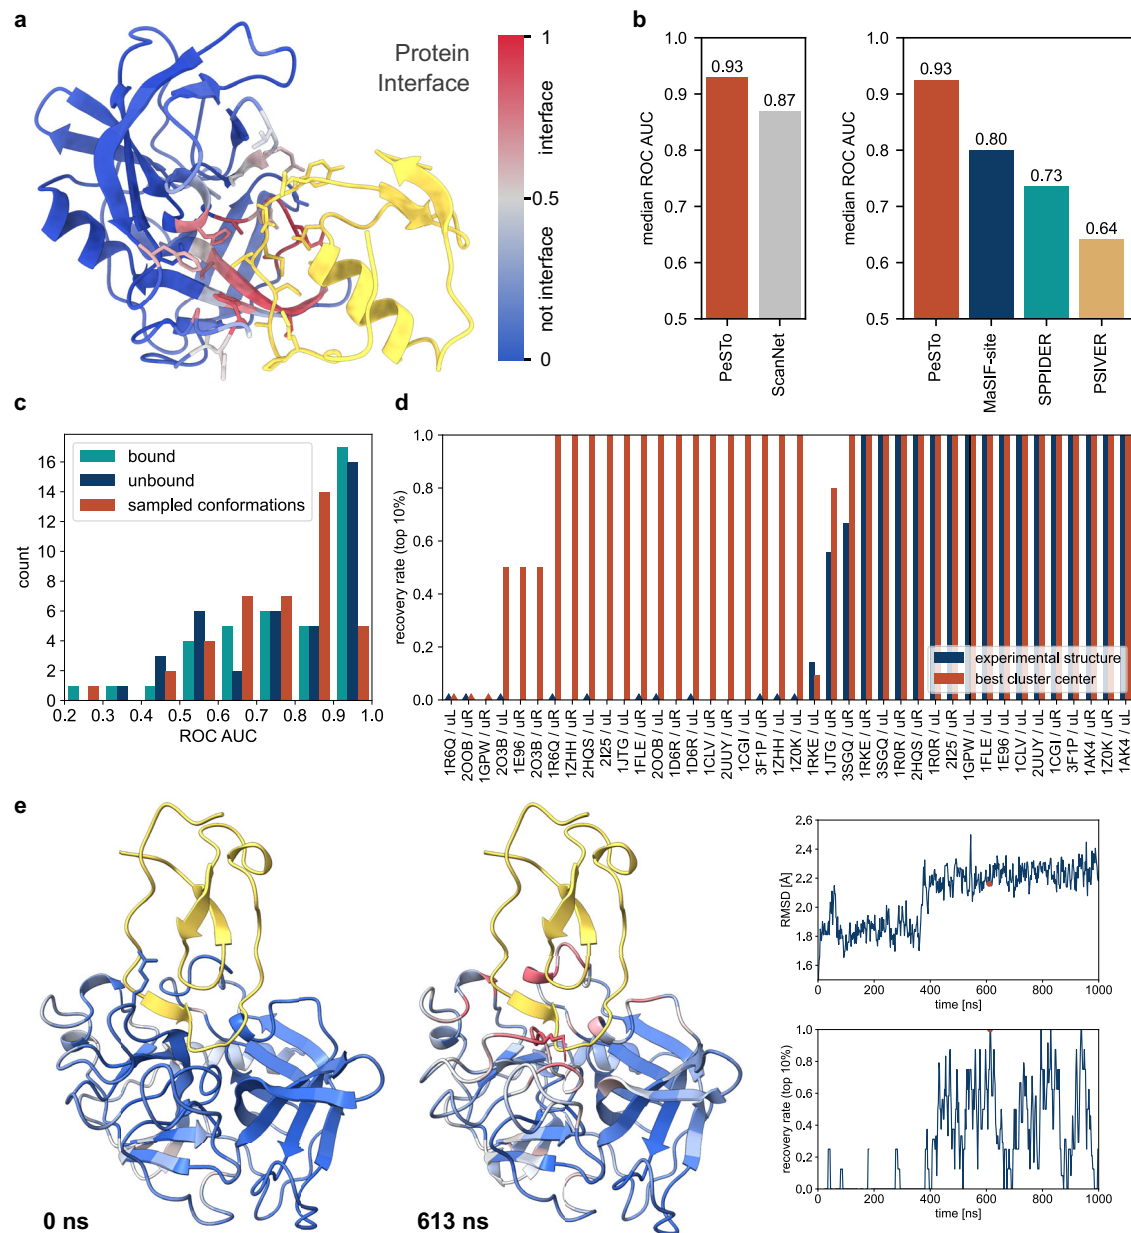 a
Protein
Interface
1
0.5
0
interface
not interface
b
median ROC AUC
1.0
0.9
0.8
0.7
0.6
0.5
0.93
0.87
PeSTo
ScanNet
median ROC AUC
1.0
0.9
0.8
0.7
0.6
0.5
0.93
0.80
0.73
0.64
PeSTo
MaSIF-site
SPPIDER
PSIVER
c
bound
unbound
sampled conformations
count
16
14
12
10
8
6
4
2
0
0.2 0.3 0.4 0.5 0.6 0.7 0.8 0.9 1.0
ROC AUC
d
recovery rate (top 10%)
1.0
0.8
0.6
0.4
0.2
0.0
experimental structure
best cluster center
1R6Q / uL
2OOB / uR
1GPW / uR
2O3B / uL
1E96 / uR
2O3B / uR
1R6Q / uR
1ZHH / uR
2HQS / uL
2I25 / uL
1JTG / uL
1FLE / uR
2OOB / uL
1D6R / uR
1D6R / uL
1CLV / uR
2UUY / uR
1CGI / uL
3F1P / uR
1ZHH / uL
1Z0K / uL
1RKE / uL
1JTG / uR
3SGQ / uR
1RKE / uR
3SGQ / uL
1R0R / uR
2HQS / uR
1R0R / uL
2I25 / uR
1GPW / uL
1FLE / uL
1E96 / uL
1CLV / uL
2UUY / uL
1CGI / uR
3F1P / uL
1AK4 / uR
1Z0K / uR
1AK4 / uL
e
0 ns
613 ns
RMSD [Å]
2.6
2.4
2.2
2.0
1.8
1.6
0 200 400 600 800 1000
time [ns]
recovery rate (top 10%)
1.0
0.8
0.6
0.4
0.2
0.0
0 200 400 600 800 1000
time [ns]